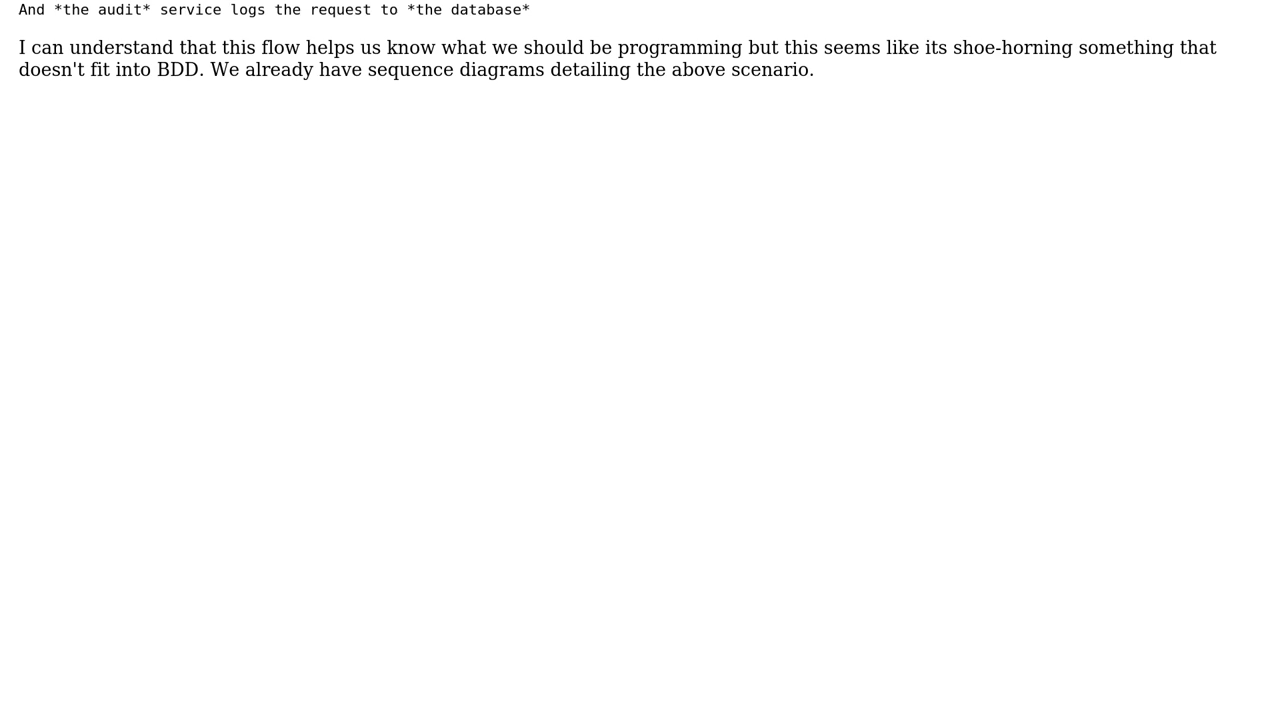 And *the audit* service logs the request to *the database*
I can understand that this flow helps us know what we should be programming but this seems like its shoe-horning something that
doesn't fit into BDD. We already have sequence diagrams detailing the above scenario.